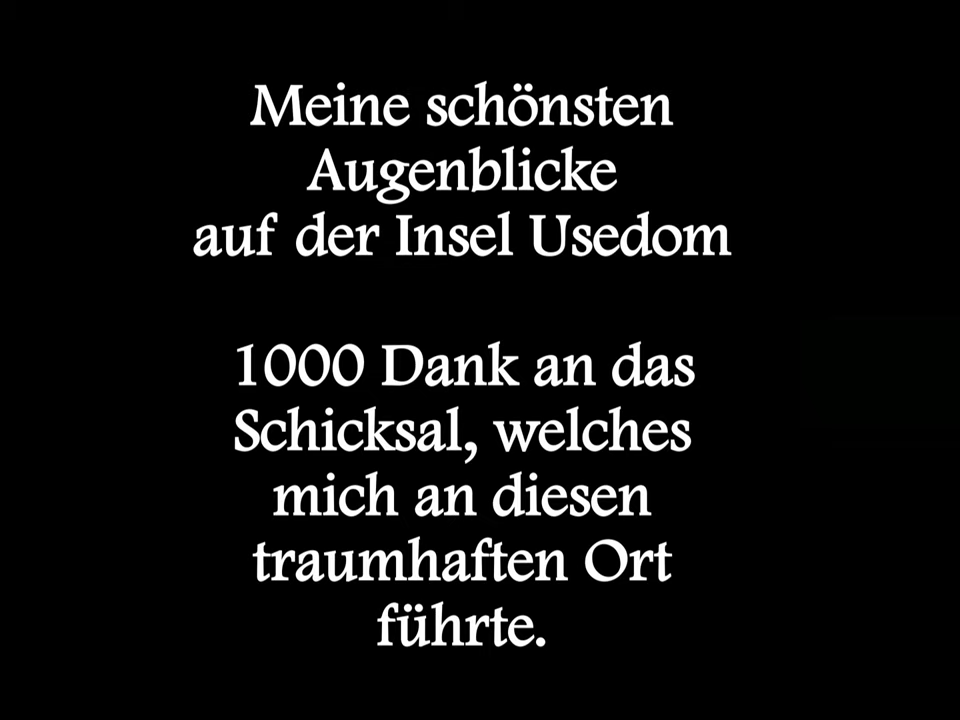 Meine schönsten
Augenblicke
auf der Insel Usedom
1000 Dank an das
Schicksal, welches
mich an diesen
traumhaften Ort
führte.